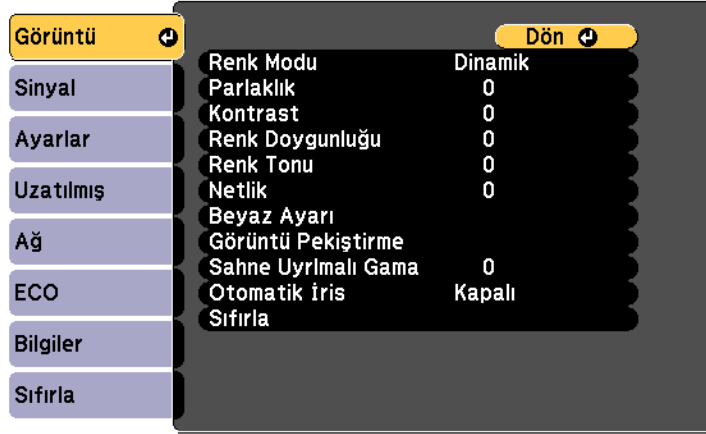 Görüntü
Sinyal
Ayarlar
Uzatılmış
Ağ
ECO
Bilgiler
Sıfırla
Dön
Renk Modu Dinamik
Parlaklık 0
Kontrast 0
Renk Doygunluğu 0
Renk Tonu 0
Netlik 0
Beyaz Ayarı
Görüntü Pekiştirme
Sahne Uyrlmalı Gama 0
Otomatik İris Kapalı
Sıfırla